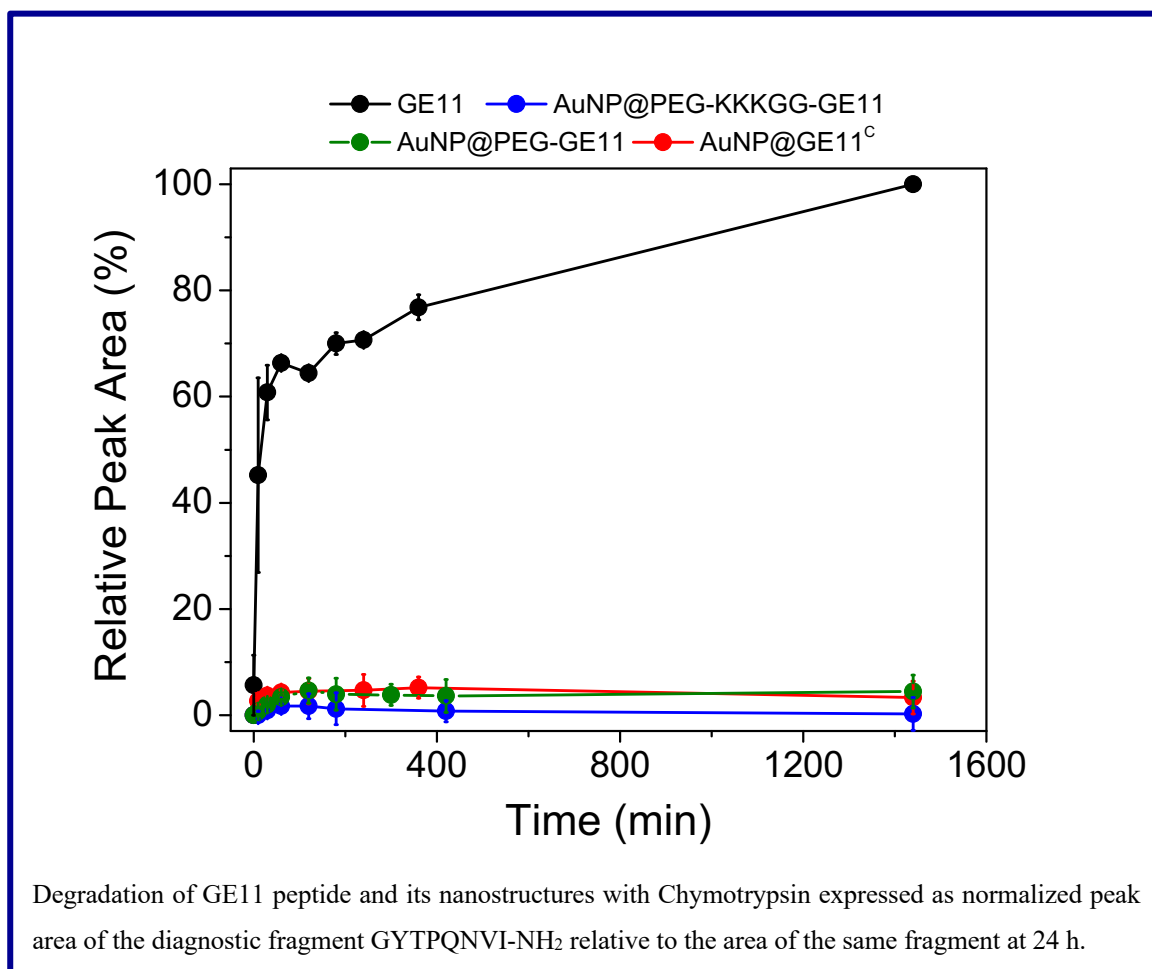 GE11 AuNP@PEG-KKKGG-GE11
AuNP@PEG-GE11 AuNP@GE11ᶜ
100
80
60
40
20
0
Relative Peak Area (%)
0 400 800 1200 1600
Time (min)
Degradation of GE11 peptide and its nanostructures with Chymotrypsin expressed as normalized peak
area of the diagnostic fragment GYTPQNVI-NH₂ relative to the area of the same fragment at 24 h.